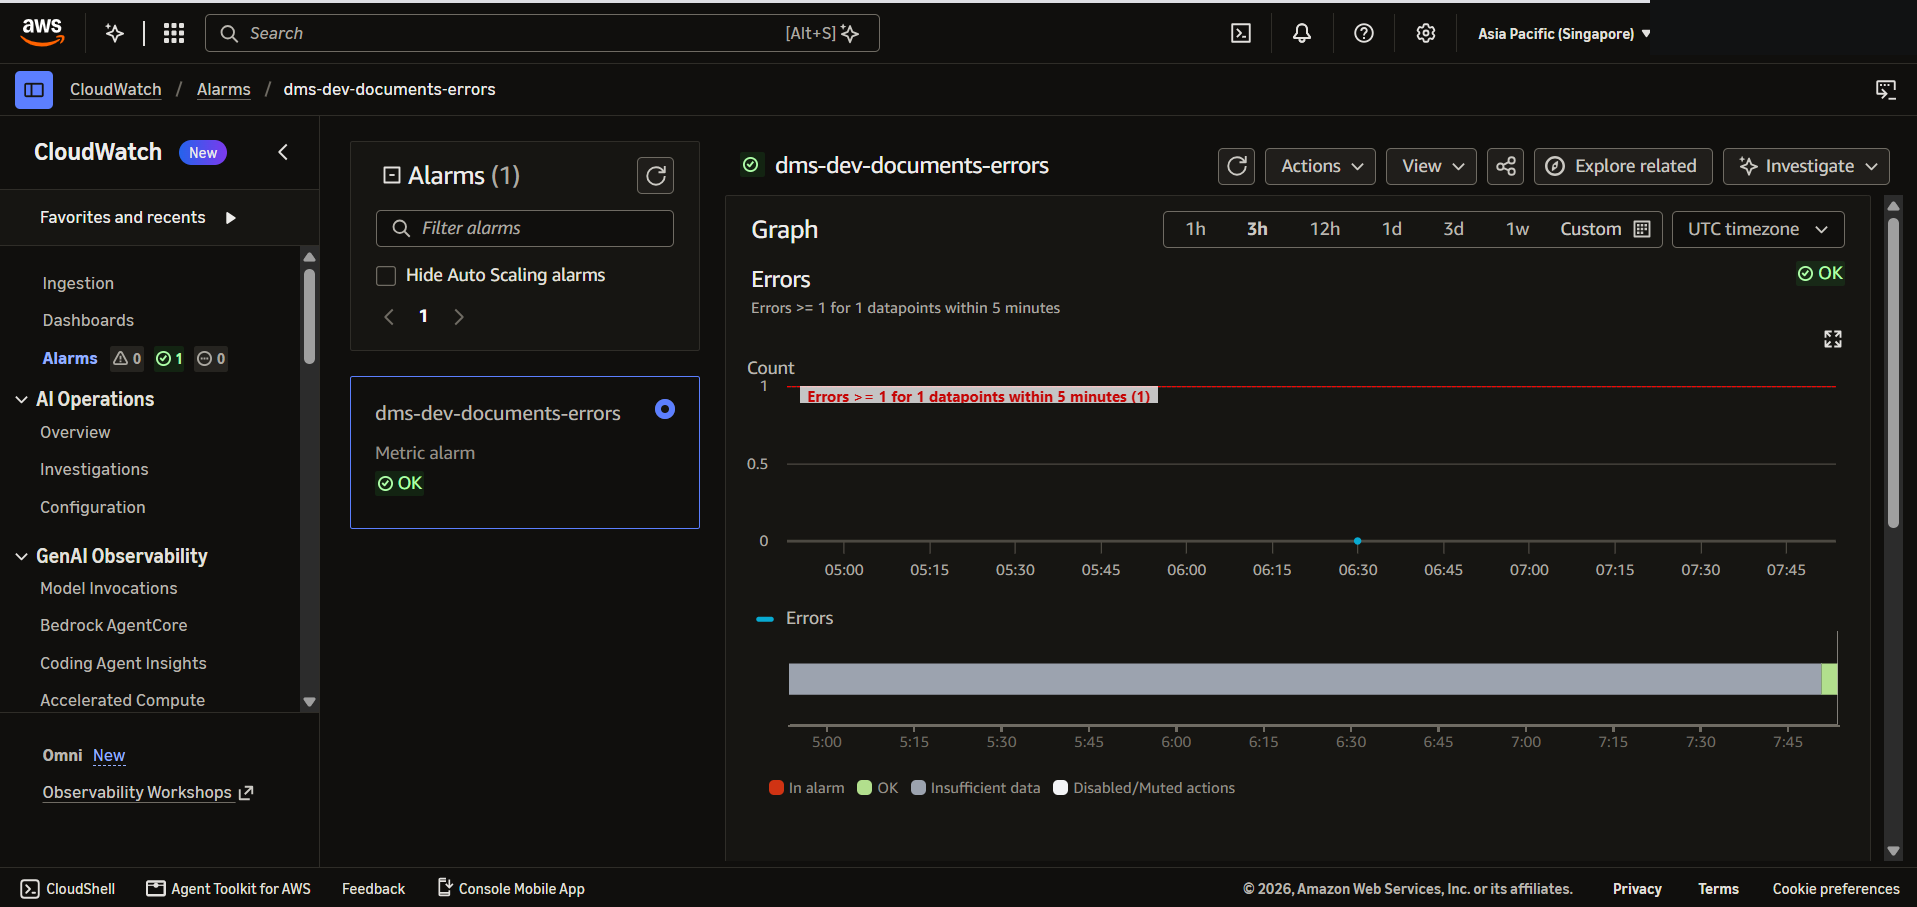 aws
Search [Alt+S]
Asia Pacific (Singapore)
CloudWatch / Alarms / dms-dev-documents-errors
CloudWatch New
Favorites and recents
Ingestion
Dashboards
Alarms 0 1 0
AI Operations
Overview
Investigations
Configuration
GenAI Observability
Model Invocations
Bedrock AgentCore
Coding Agent Insights
Accelerated Compute
Omni New
Observability Workshops
Alarms (1)
Filter alarms
Hide Auto Scaling alarms
1
dms-dev-documents-errors
Metric alarm
OK
dms-dev-documents-errors
Actions View Explore related Investigate
Graph
1h 3h 12h 1d 3d 1w Custom UTC timezone
Errors
OK
Errors >= 1 for 1 datapoints within 5 minutes
Count
1
Errors >= 1 for 1 datapoints within 5 minutes (1)
0.5
0
05:00 05:15 05:30 05:45 06:00 06:15 06:30 06:45 07:00 07:15 07:30 07:45
Errors
5:00 5:15 5:30 5:45 6:00 6:15 6:30 6:45 7:00 7:15 7:30 7:45
In alarm OK Insufficient data Disabled/Muted actions
CloudShell Agent Toolkit for AWS Feedback Console Mobile App
© 2026, Amazon Web Services, Inc. or its affiliates. Privacy Terms Cookie preferences